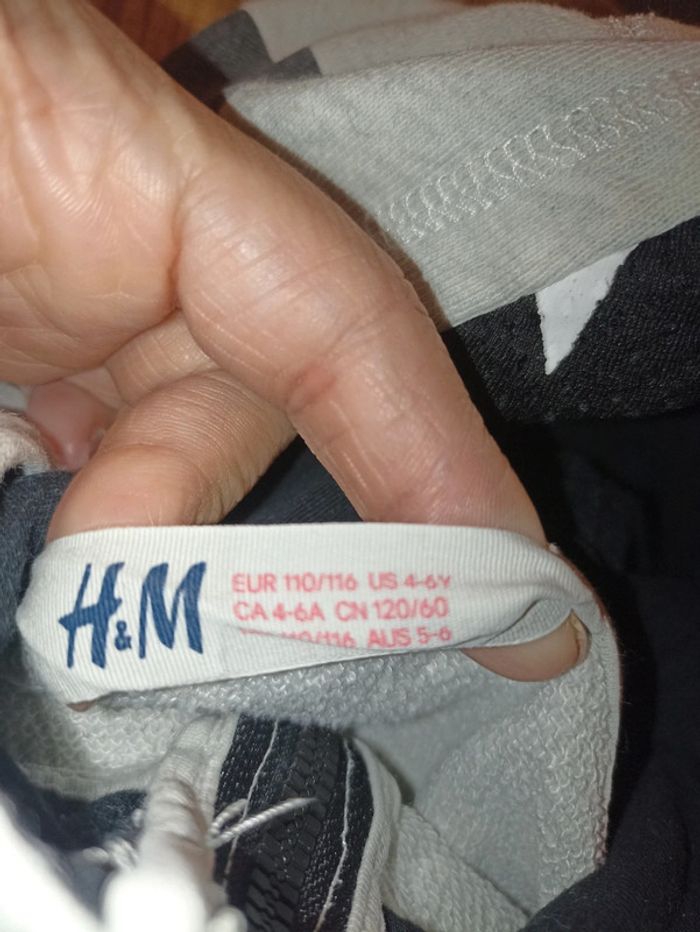 H&M
EUR 110/116 US 4-6Y
CA 4-6A CN 120/60
110/116 AUS 5-6